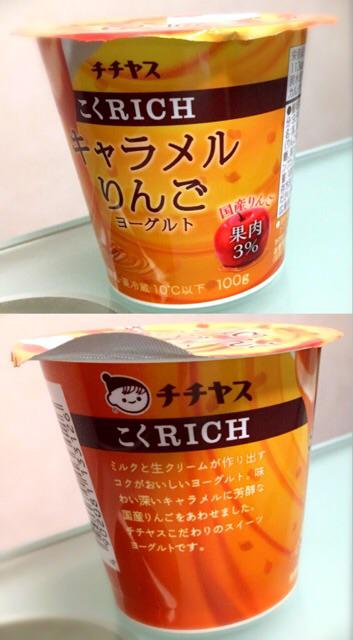 チチヤス
こくRICH
キャラメル
りんご
ヨーグルト
国産りんご
果肉
3%
要冷蔵10℃以下 100g
チチヤス
こくRICH
ミルクと生クリームが作り出す
コクがおいしいヨーグルト。味
わい深いキャラメルに芳醇な
国産りんごをあわせました。
チチヤスこだわりのスイーツ
ヨーグルトです。